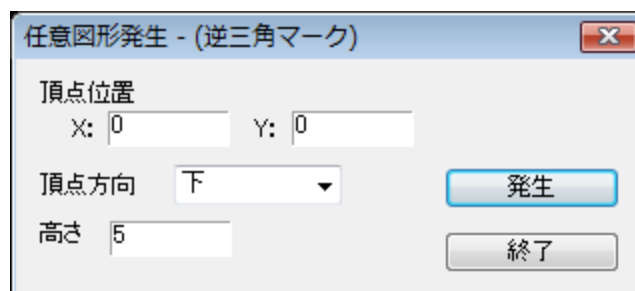 任意図形発生 - (逆三角マーク)
頂点位置
X: 0 Y: 0
頂点方向 下
発生
高さ 5
終了